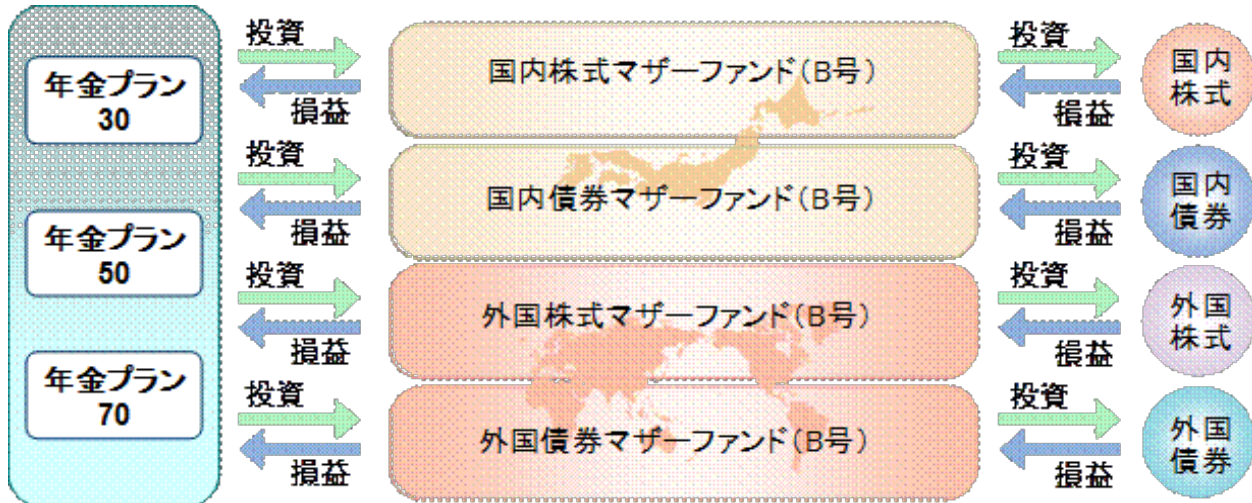 年金プラン
30
年金プラン
50
年金プラン
70
投資
損益
国内株式マザーファンド(B号)
投資
損益
国内
株式
投資
損益
国内債券マザーファンド(B号)
投資
損益
国内
債券
投資
損益
外国株式マザーファンド(B号)
投資
損益
外国
株式
投資
損益
外国債券マザーファンド(B号)
投資
損益
外国
債券